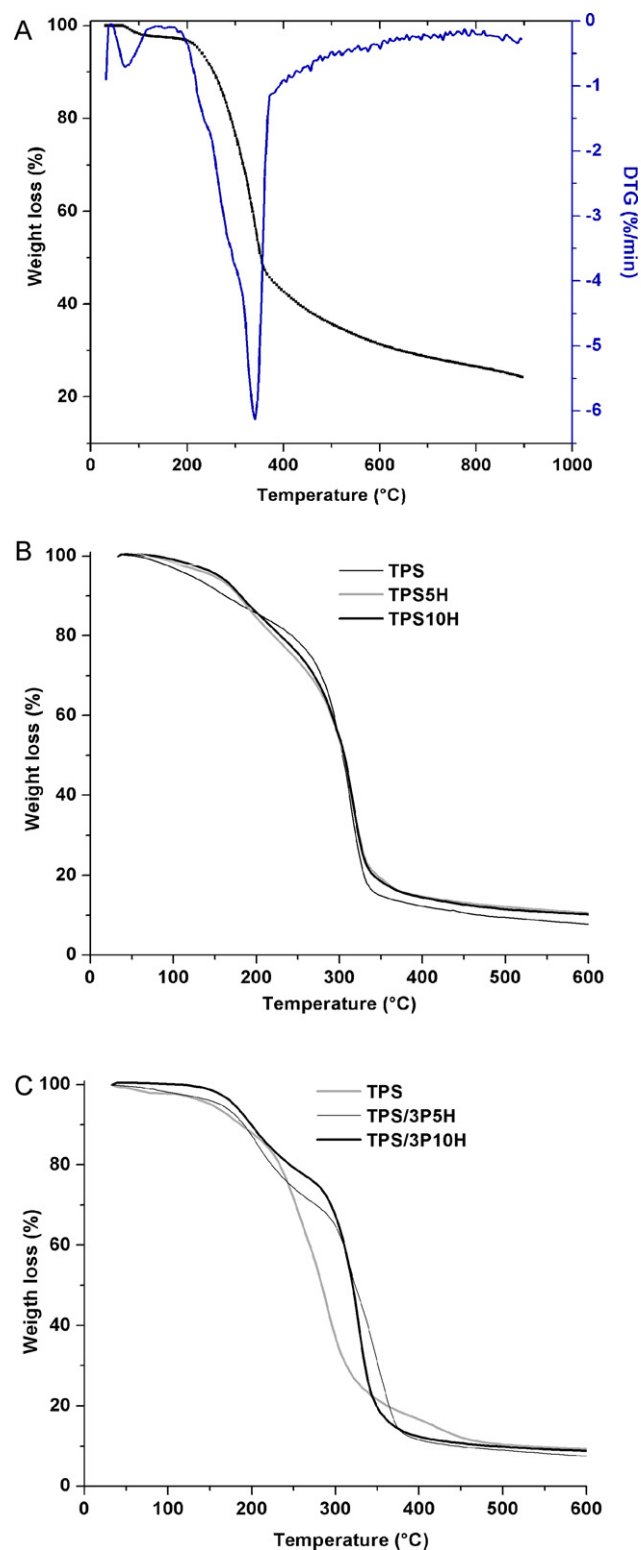 A
100
80
60
40
20
Weight loss (%)
0
-1
-2
-3
-4
-5
-6
DTG (%/min)
0 200 400 600 800 1000
Temperature (°C)
B
100
80
60
40
20
0
Weight loss (%)
TPS
TPS5H
TPS10H
0 100 200 300 400 500 600
Temperature (°C)
C
100
80
60
40
20
0
Weigth loss (%)
TPS
TPS/3P5H
TPS/3P10H
0 100 200 300 400 500 600
Temperature (°C)